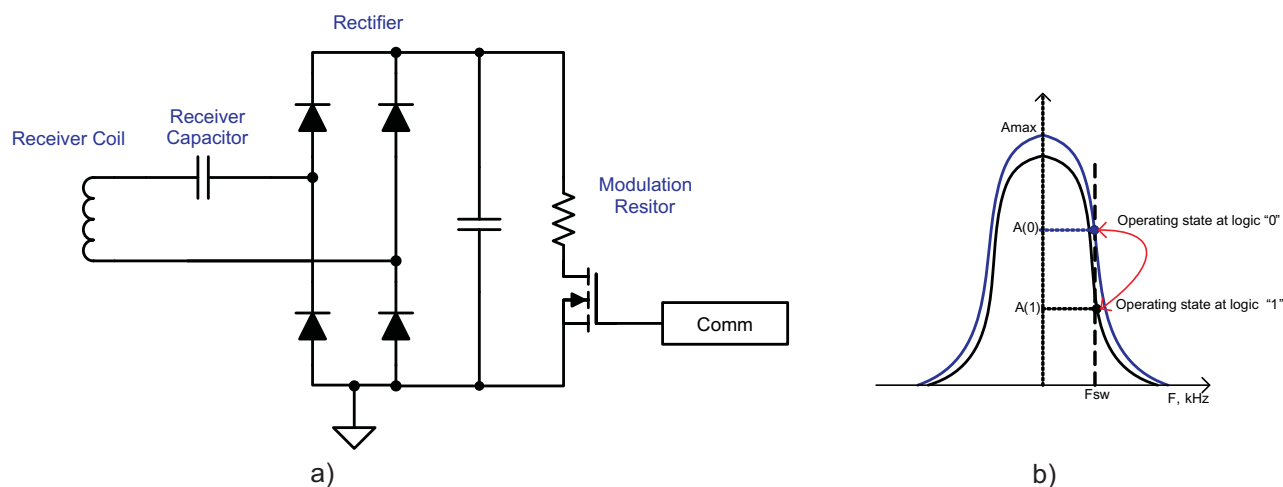 Rectifier
Receiver Coil
Receiver
Capacitor
Modulation
Resitor
Comm
a)
Amax
A(0)
Operating state at logic “0”
A(1)
Operating state at logic “1”
Fsw
F, kHz
b)